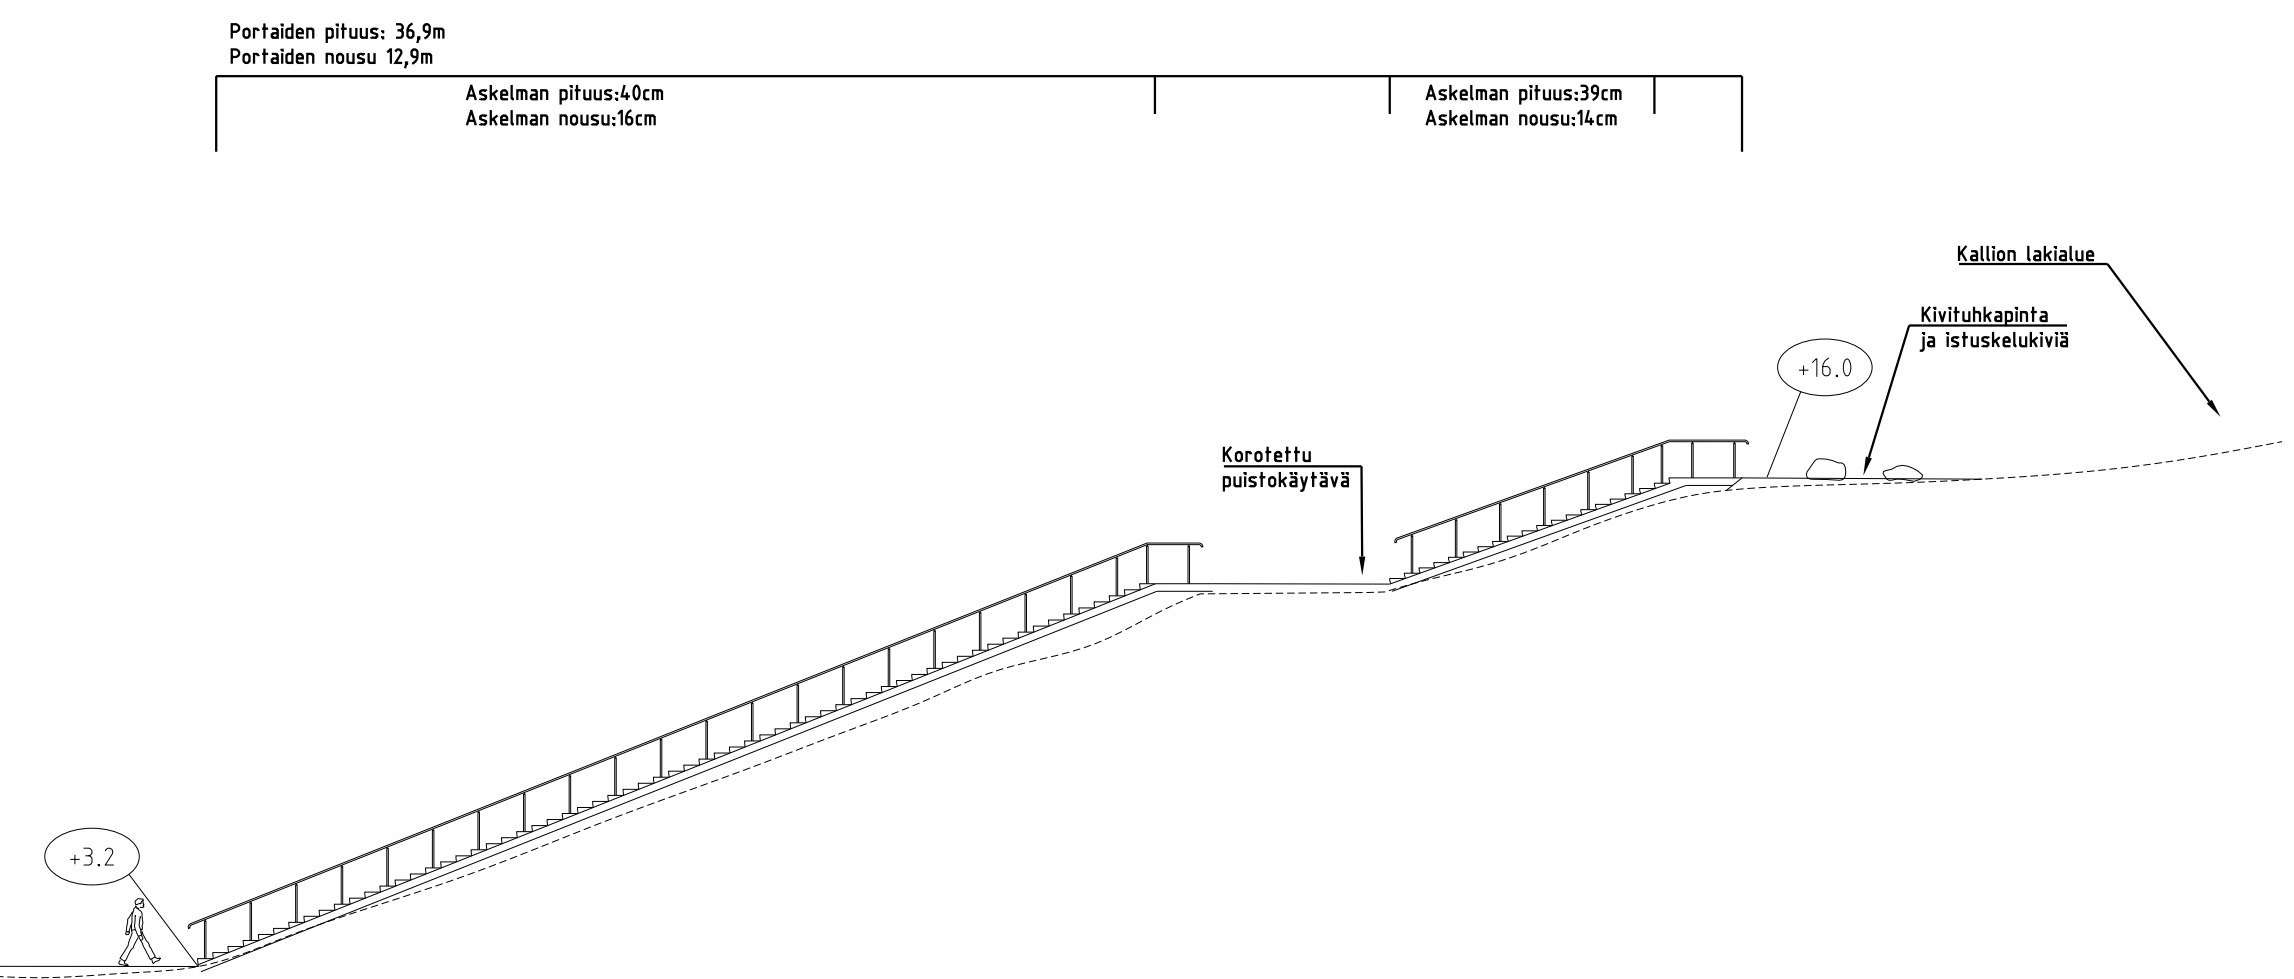 Portaiden pituus: 36,9m
Portaiden nousu 12,9m
Askelman pituus:40cm
Askelman nousu:16cm
Askelman pituus:39cm
Askelman nousu:14cm
Kallion lakialue
Kivituhkapinta
ja istuskelukiviä
+16.0
Korotettu
puistokäytävä
+3.2